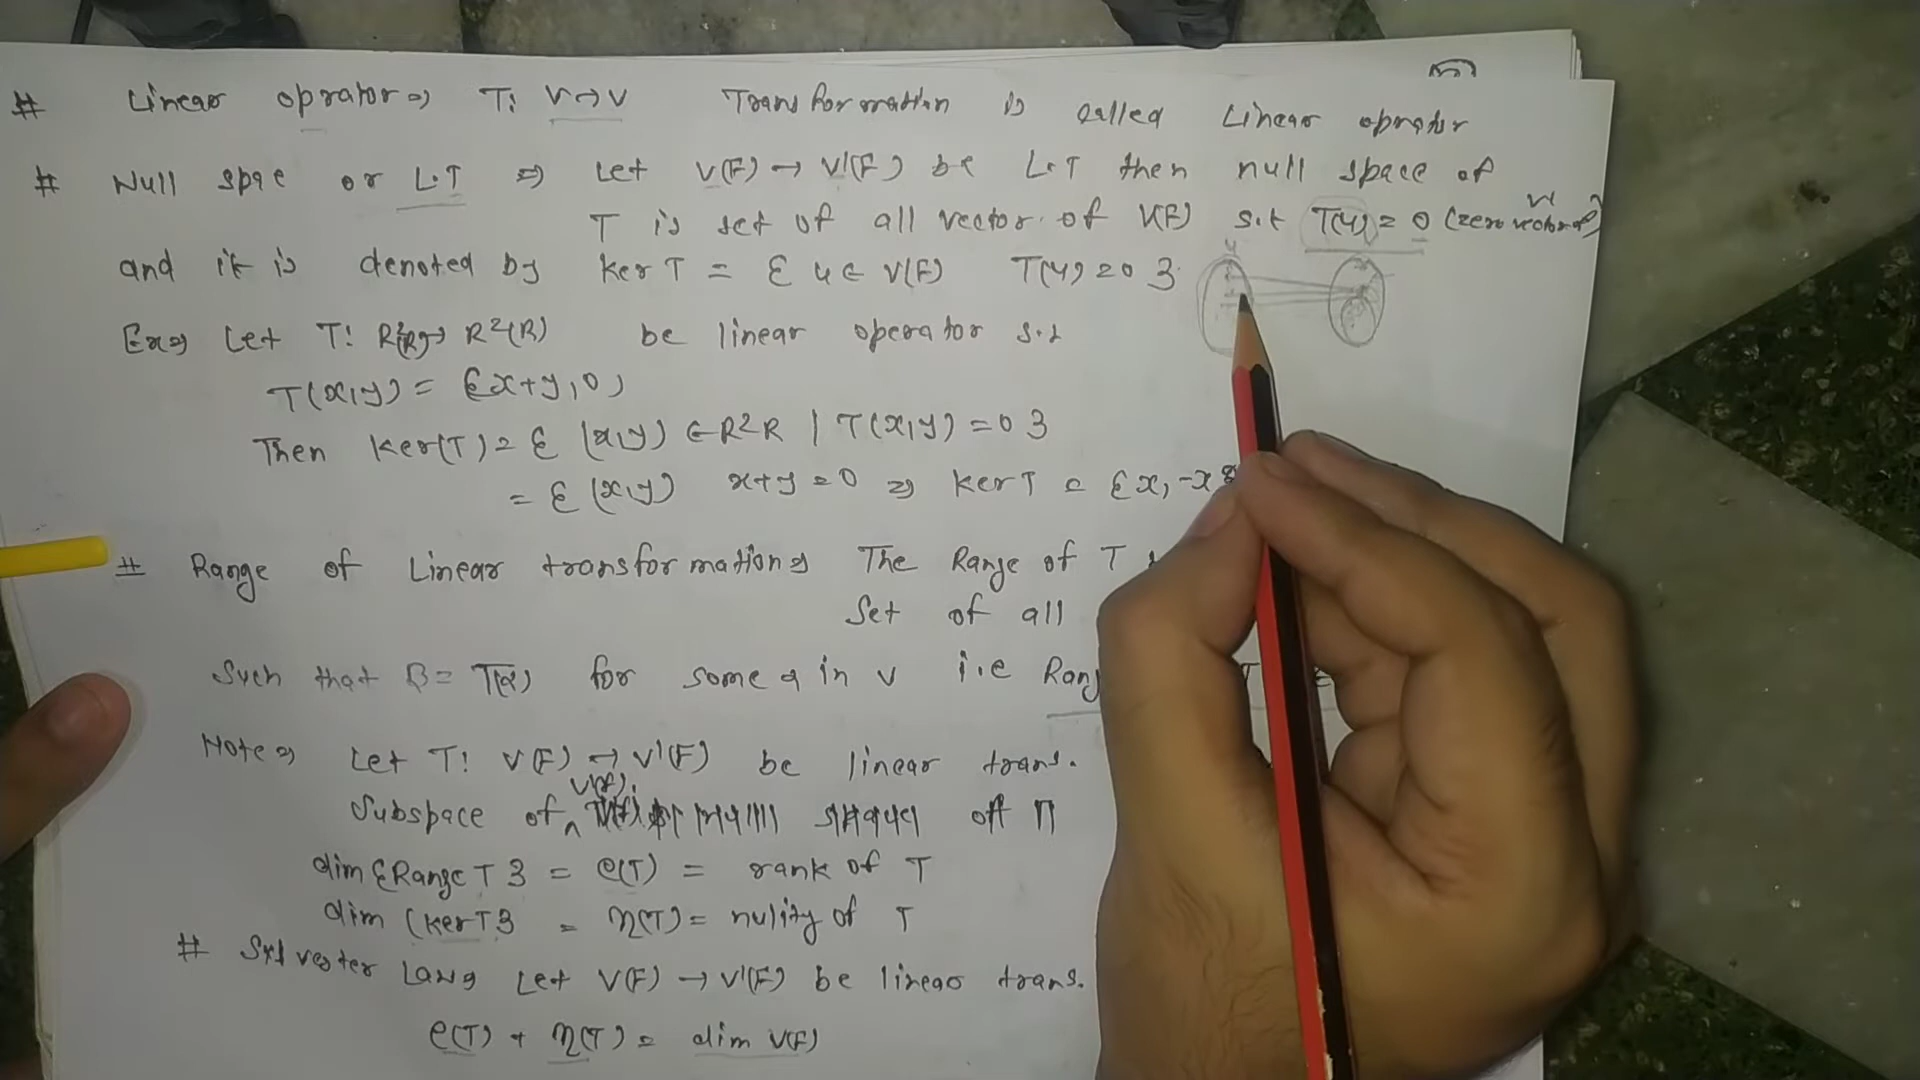 # Linear oprator⇒ T: V→V Transformation is called Linear oprator
# Null spae or L.T ⇒ Let V(F) → V'(F) be L.T then null space of
T is set of all vector of V(F) s.t T(u) = 0 (zero vector of V')
and it is denoted by Ker T = { u ∈ V(F) T(u) = 0 }
Ex⇒ Let T: R²(R)→ R²(R) be linear operator s.t
T(x,y) = {x+y, 0)
Then Ker(T) = { (x,y) ∈ R²R | T(x,y) = 0 }
= { (x,y) x+y = 0 ⇒ Ker T = {x, -x
# Range of Linear transformation⇒ The Range of T
Set of all
Such that β = T(α) for some α in V i.e Rang
Note⇒ Let T: V(F) → V'(F) be linear trans.
Subspace of V'(F).
dim {Range T } = ρ(T) = rank of T
dim (Ker T } = η(T) = nulity of T
# Sylvester Law⇒ Let V(F) → V'(F) be linear trans.
ρ(T) + η(T) = dim V(F)